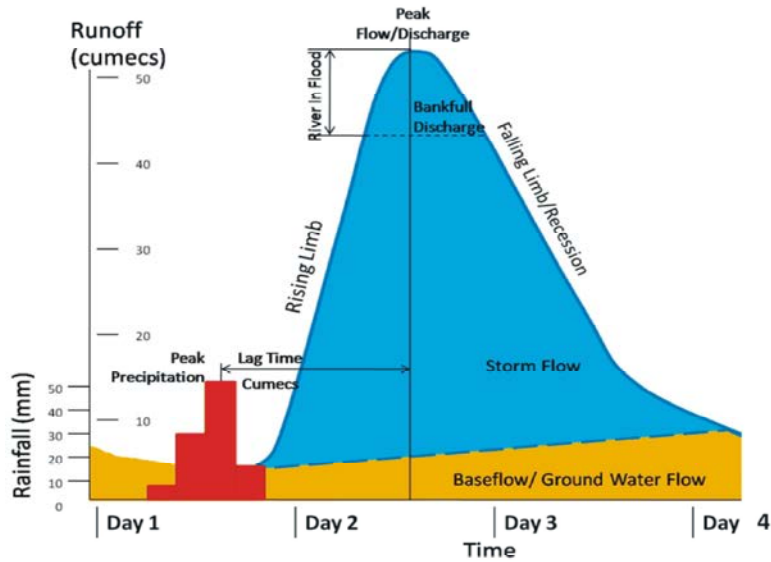 Runoff
(cumecs)
Peak
Flow/Discharge
50
River In Flood
Bankfull
Discharge
40
Falling Limb/Recession
30
Rising Limb
20
Peak
Precipitation
Lag Time
Cumecs
Storm Flow
10
Rainfall (mm)
50
40
30
20
10
0
Baseflow/ Ground Water Flow
Day 1
Day 2
Day 3
Day 4
Time